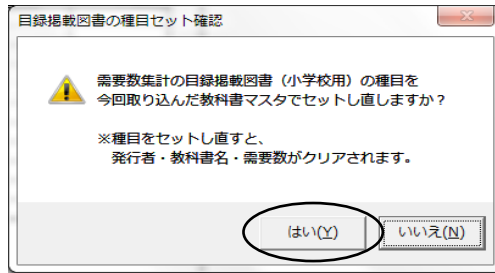 目録掲載図書の種目セット確認
需要数集計の目録掲載図書(小学校用)の種目を
今回取り込んだ教科書マスタでセットし直しますか?
※種目をセットし直すと、
発行者・教科書名・需要数がクリアされます。
はい(Y) いいえ(N)